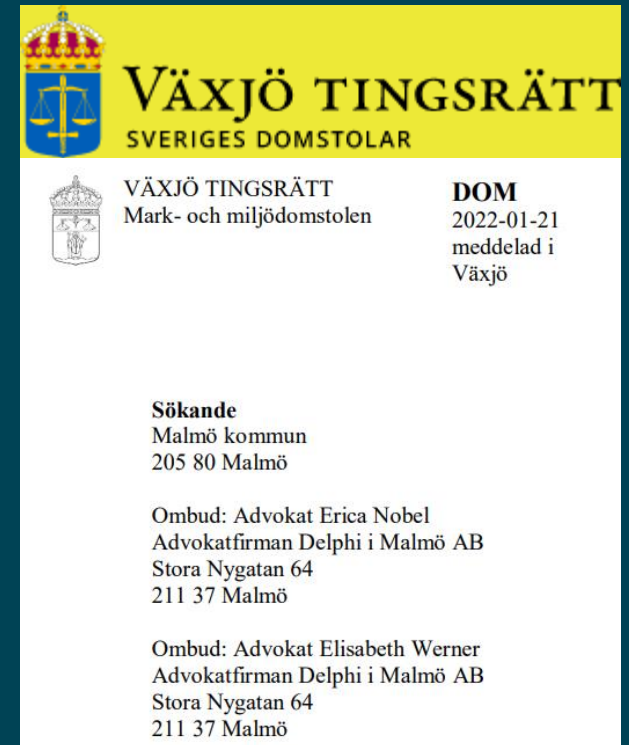 VÄXJÖ TINGSRÄTT
SVERIGES DOMSTOLAR
VÄXJÖ TINGSRÄTT
Mark- och miljödomstolen
DOM
2022-01-21
meddelad i
Växjö
Sökande
Malmö kommun
205 80 Malmö
Ombud: Advokat Erica Nobel
Advokatfirman Delphi i Malmö AB
Stora Nygatan 64
211 37 Malmö
Ombud: Advokat Elisabeth Werner
Advokatfirman Delphi i Malmö AB
Stora Nygatan 64
211 37 Malmö